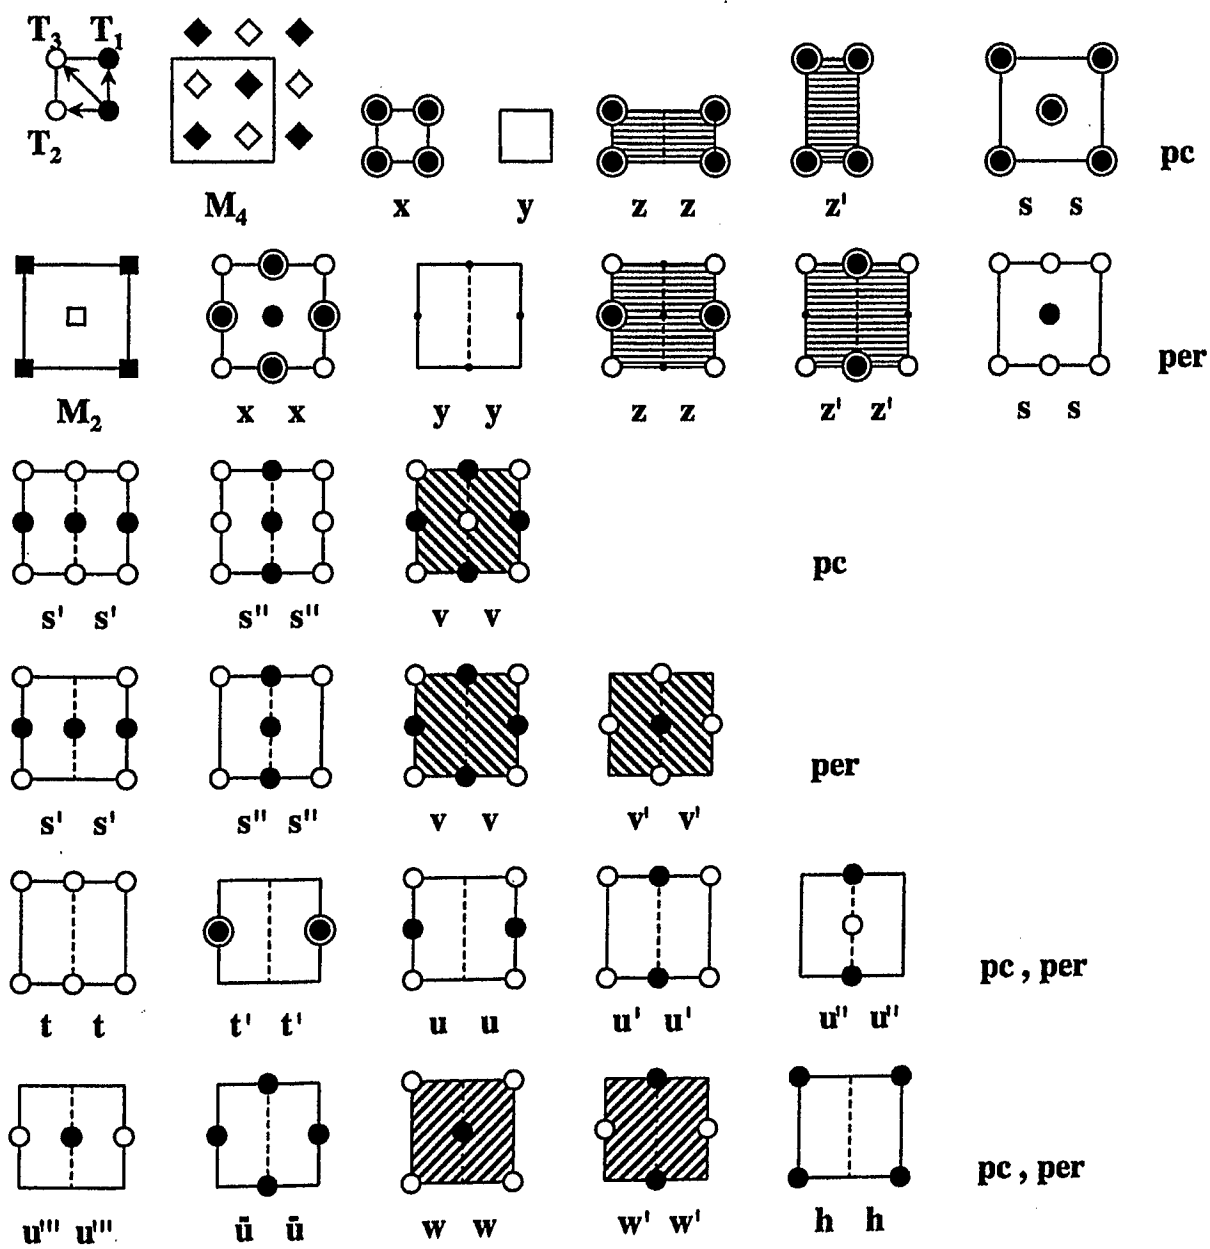 T₃ T₁
T₂
M₄ x y z z z' s s pc
M₂ x x y y z z z' z' s s per
s' s' s'' s'' v v pc
s' s' s'' s'' v v v' v' per
t t t' t' u u u' u' u'' u'' pc , per
u''' u''' ū ū w w w' w' h h pc , per